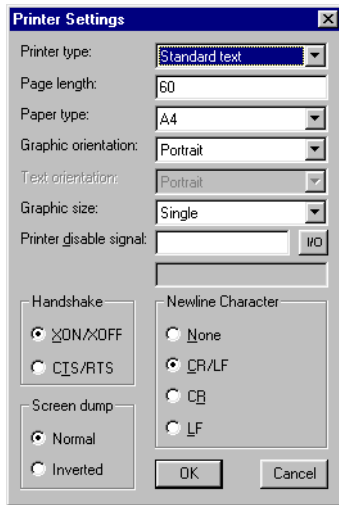 Printer Settings
Printer type: Standard text
Page length: 60
Paper type: A4
Graphic orientation: Portrait
Text orientation: Portrait
Graphic size: Single
Printer disable signal: I/O
Handshake
XON/XOFF
CTS/RTS
Newline Character
None
CR/LF
CR
LF
Screen dump
Normal
Inverted
OK Cancel